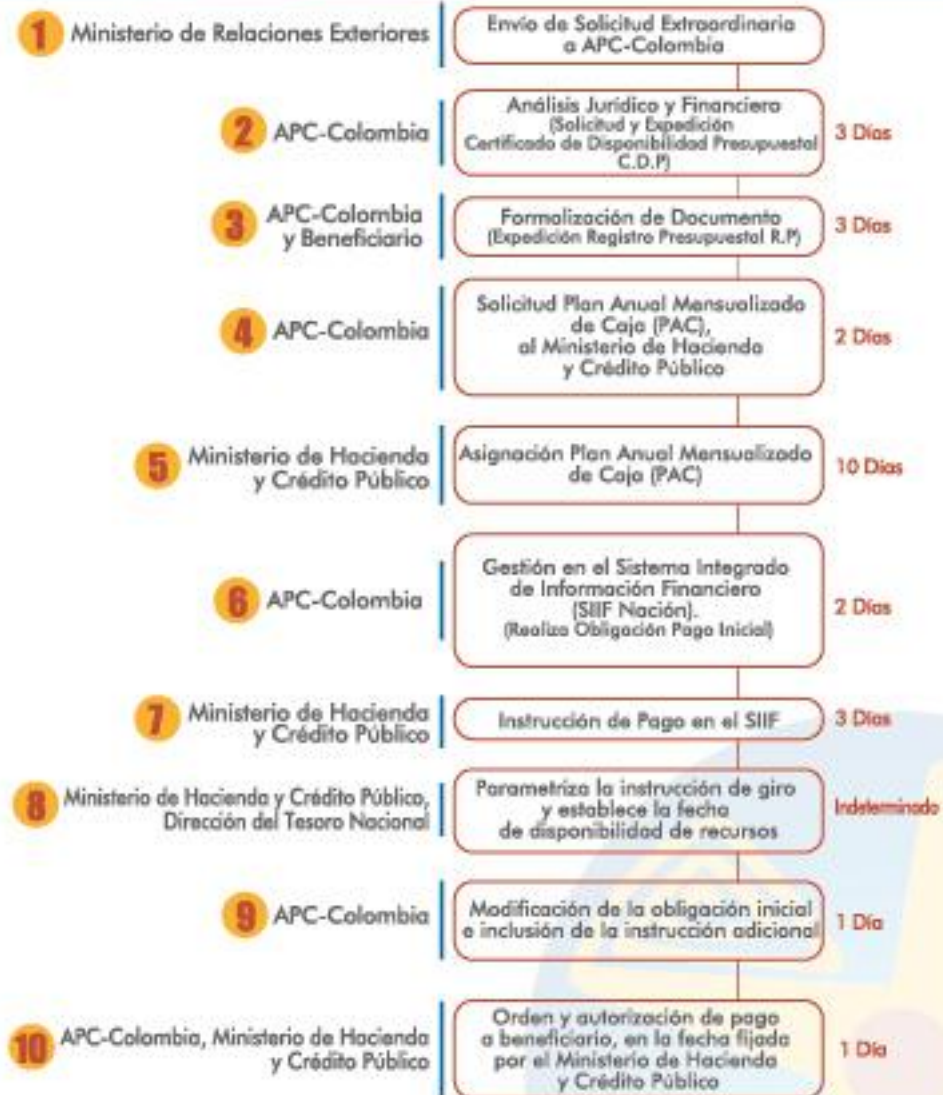 1 Ministerio de Relaciones Exteriores
Envío de Solicitud Extraordinaria
a APC-Colombia
2 APC-Colombia
Análisis Jurídico y Financiero
(Solicitud y Expedición
Certificado de Disponibilidad Presupuestal
C.D.P)
3 Días
3 APC-Colombia
y Beneficiario
Formalización de Documento
(Expedición Registro Presupuestal R.P)
3 Días
4 APC-Colombia
Solicitud Plan Anual Mensualizado
de Caja (PAC),
al Ministerio de Hacienda
y Crédito Público
2 Días
5 Ministerio de Hacienda
y Crédito Público
Asignación Plan Anual Mensualizado
de Caja (PAC)
10 Días
6 APC-Colombia
Gestión en el Sistema Integrado
de Información Financiero
(SIIF Nación).
(Realiza Obligación Pago Inicial)
2 Días
7 Ministerio de Hacienda
y Crédito Público
Instrucción de Pago en el SIIF
3 Días
8 Ministerio de Hacienda y Crédito Público,
Dirección del Tesoro Nacional
Parametriza la instrucción de giro
y establece la fecha
de disponibilidad de recursos
Indeterminado
9 APC-Colombia
Modificación de la obligación inicial
e inclusión de la instrucción adicional
1 Día
10 APC-Colombia, Ministerio de Hacienda
y Crédito Público
Orden y autorización de pago
a beneficiario, en la fecha fijada
por el Ministerio de Hacienda
y Crédito Público
1 Día